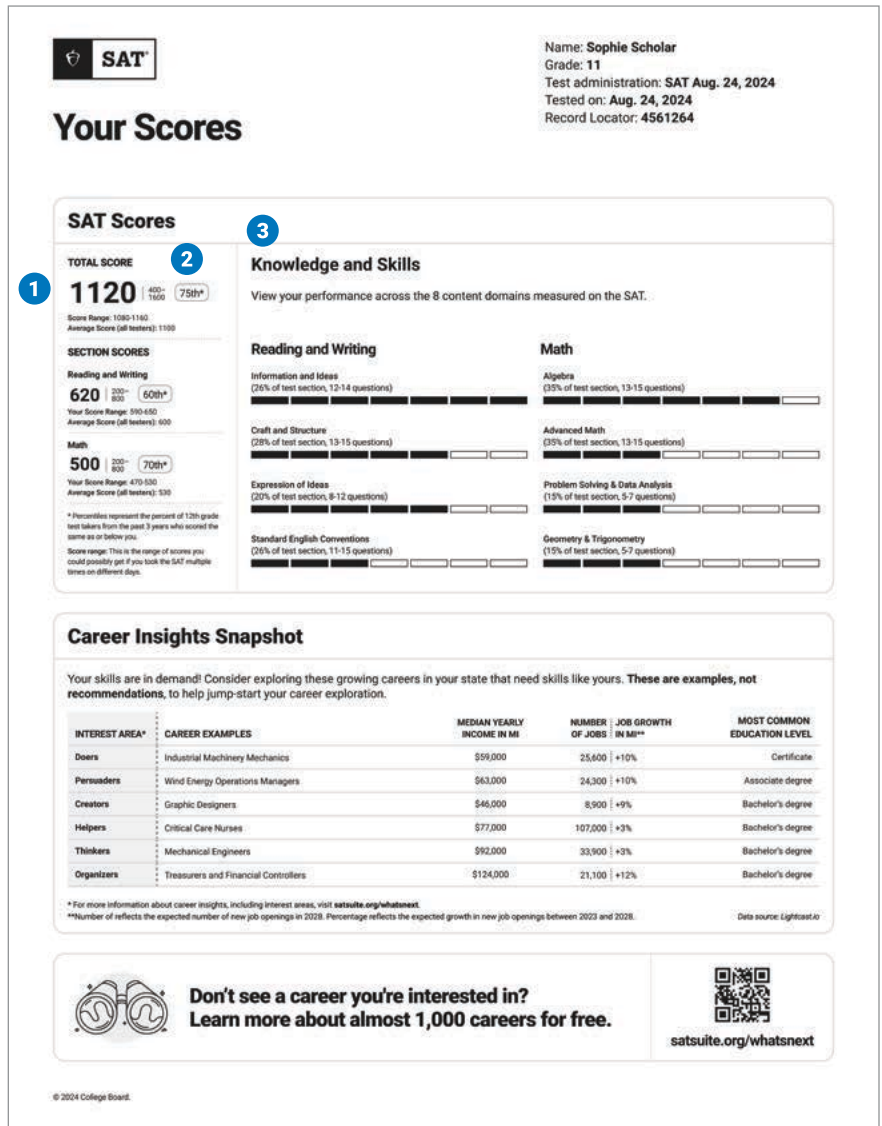 SAT®
Your Scores
Name: Sophie Scholar
Grade: 11
Test administration: SAT Aug. 24, 2024
Tested on: Aug. 24, 2024
Record Locator: 4561264
SAT Scores
1
2
3
TOTAL SCORE
1120 | 400–1600 75th*
Score Range: 1080-1160
Average Score (all testers): 1100
SECTION SCORES
Reading and Writing
620 | 200–800 60th*
Your Score Range: 590-650
Average Score (all testers): 600
Math
500 | 200–800 70th*
Your Score Range: 470-530
Average Score (all testers): 530
* Percentiles represent the percent of 12th grade
test takers from the past 3 years who scored the
same as or below you.
Score range: This is the range of scores you
could possibly get if you took the SAT multiple
times on different days.
Knowledge and Skills
View your performance across the 8 content domains measured on the SAT.
Reading and Writing
Information and Ideas
(26% of test section, 12-14 questions)
Craft and Structure
(28% of test section, 13-15 questions)
Expression of Ideas
(20% of test section, 8-12 questions)
Standard English Conventions
(26% of test section, 11-15 questions)
Math
Algebra
(35% of test section, 13-15 questions)
Advanced Math
(35% of test section, 13-15 questions)
Problem Solving & Data Analysis
(15% of test section, 5-7 questions)
Geometry & Trigonometry
(15% of test section, 5-7 questions)
Career Insights Snapshot
Your skills are in demand! Consider exploring these growing careers in your state that need skills like yours. These are examples, not
recommendations, to help jump-start your career exploration.
INTEREST AREA* CAREER EXAMPLES MEDIAN YEARLY INCOME IN MI NUMBER OF JOBS JOB GROWTH IN MI** MOST COMMON EDUCATION LEVEL
Doers Industrial Machinery Mechanics $59,000 25,600 +10% Certificate
Persuaders Wind Energy Operations Managers $63,000 24,300 +10% Associate degree
Creators Graphic Designers $46,000 8,900 +9% Bachelor's degree
Helpers Critical Care Nurses $77,000 107,000 +3% Bachelor's degree
Thinkers Mechanical Engineers $92,000 33,900 +3% Bachelor's degree
Organizers Treasurers and Financial Controllers $124,000 21,100 +12% Bachelor's degree
* For more information about career insights, including interest areas, visit satsuite.org/whatsnext.
**Number of reflects the expected number of new job openings in 2028. Percentage reflects the expected growth in new job openings between 2023 and 2028.
Data source: Lightcast.io
Don't see a career you're interested in?
Learn more about almost 1,000 careers for free.
satsuite.org/whatsnext
© 2024 College Board.